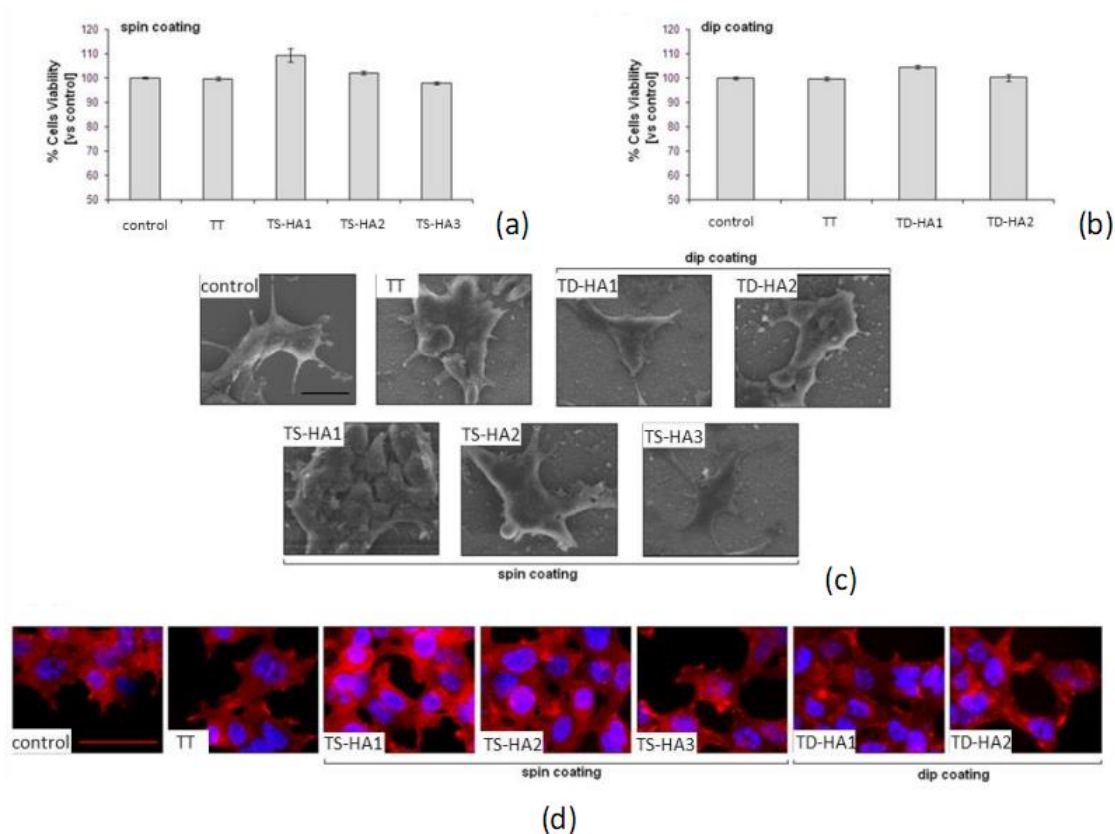 spin coating
% Cells Viability
[vs control]
120
110
100
90
80
70
60
50
control TT TS-HA1 TS-HA2 TS-HA3
(a)
dip coating
% Cells Viability
[vs control]
120
110
100
90
80
70
60
50
control TT TD-HA1 TD-HA2
(b)
dip coating
control TT TD-HA1 TD-HA2
TS-HA1 TS-HA2 TS-HA3
spin coating
(c)
control TT TS-HA1 TS-HA2 TS-HA3 TD-HA1 TD-HA2
spin coating dip coating
(d)